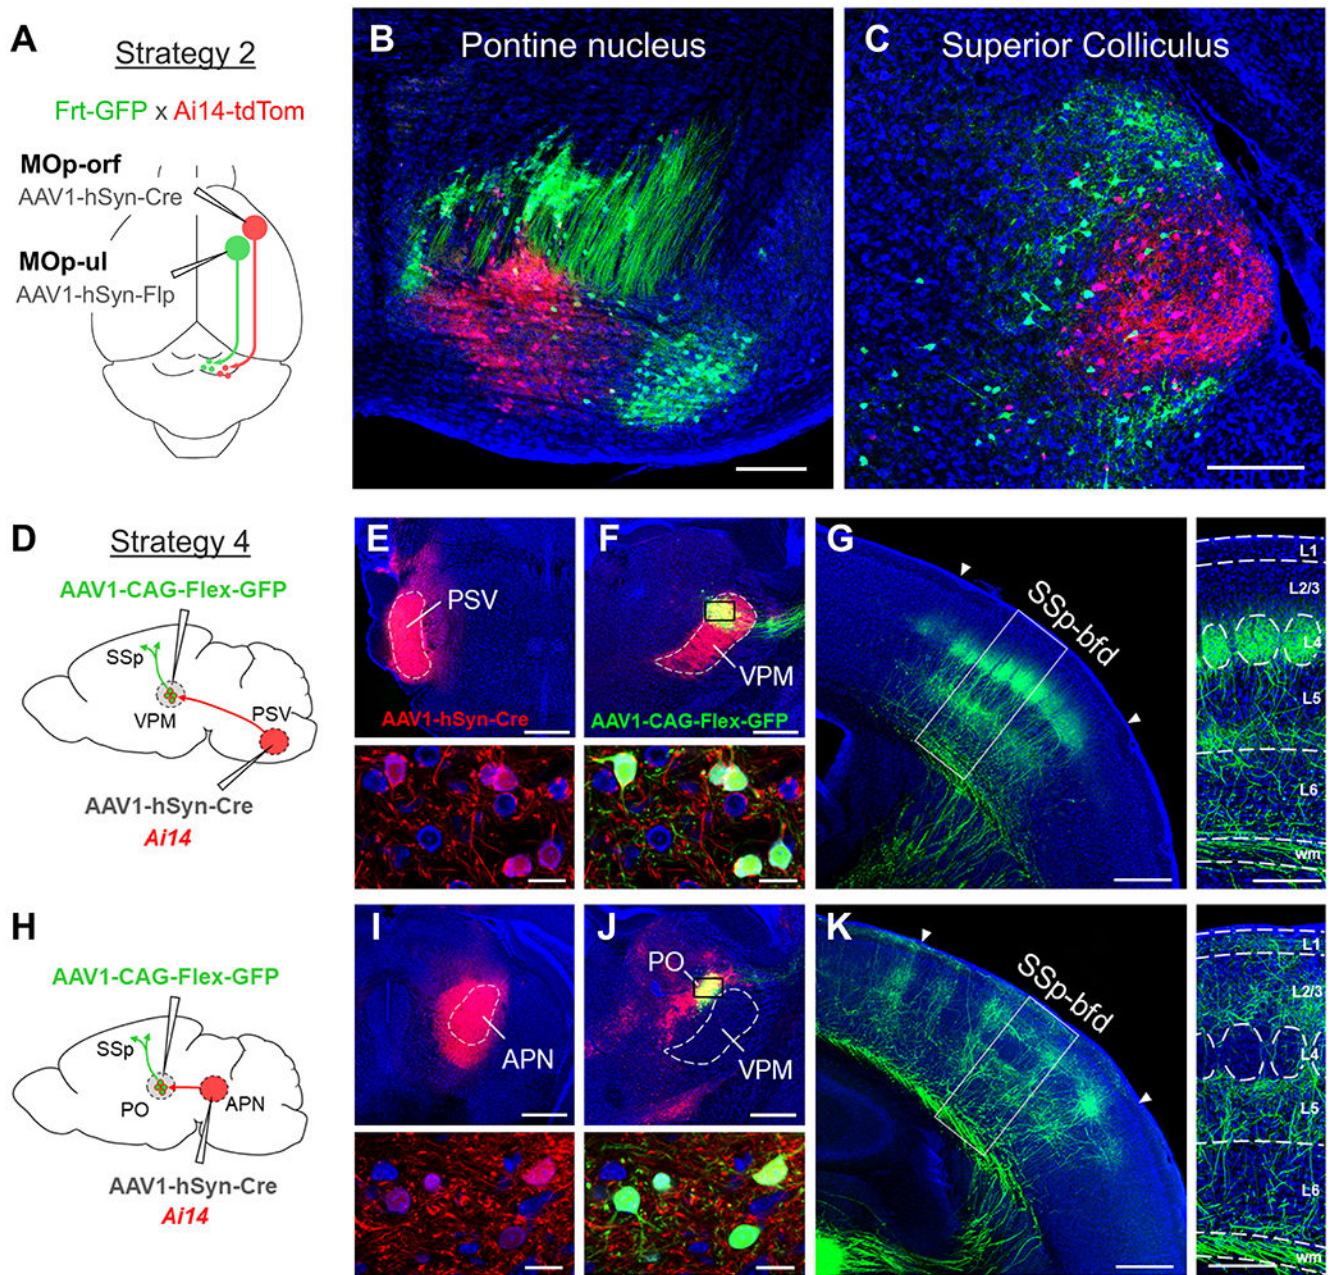 A
Strategy 2
Frt-GFP x Ai14-tdTom
MOp-orf
AAV1-hSyn-Cre
MOp-ul
AAV1-hSyn-Flp
B
Pontine nucleus
C
Superior Colliculus
D
Strategy 4
AAV1-CAG-Flex-GFP
SSp
VPM
PSV
AAV1-hSyn-Cre
Ai14
E
PSV
AAV1-hSyn-Cre
F
VPM
AAV1-CAG-Flex-GFP
G
SSp-bfd
L1
L2/3
L4
L5
L6
wm
H
AAV1-CAG-Flex-GFP
SSp
PO
APN
AAV1-hSyn-Cre
Ai14
I
APN
J
PO
VPM
K
SSp-bfd
L1
L2/3
L4
L5
L6
wm